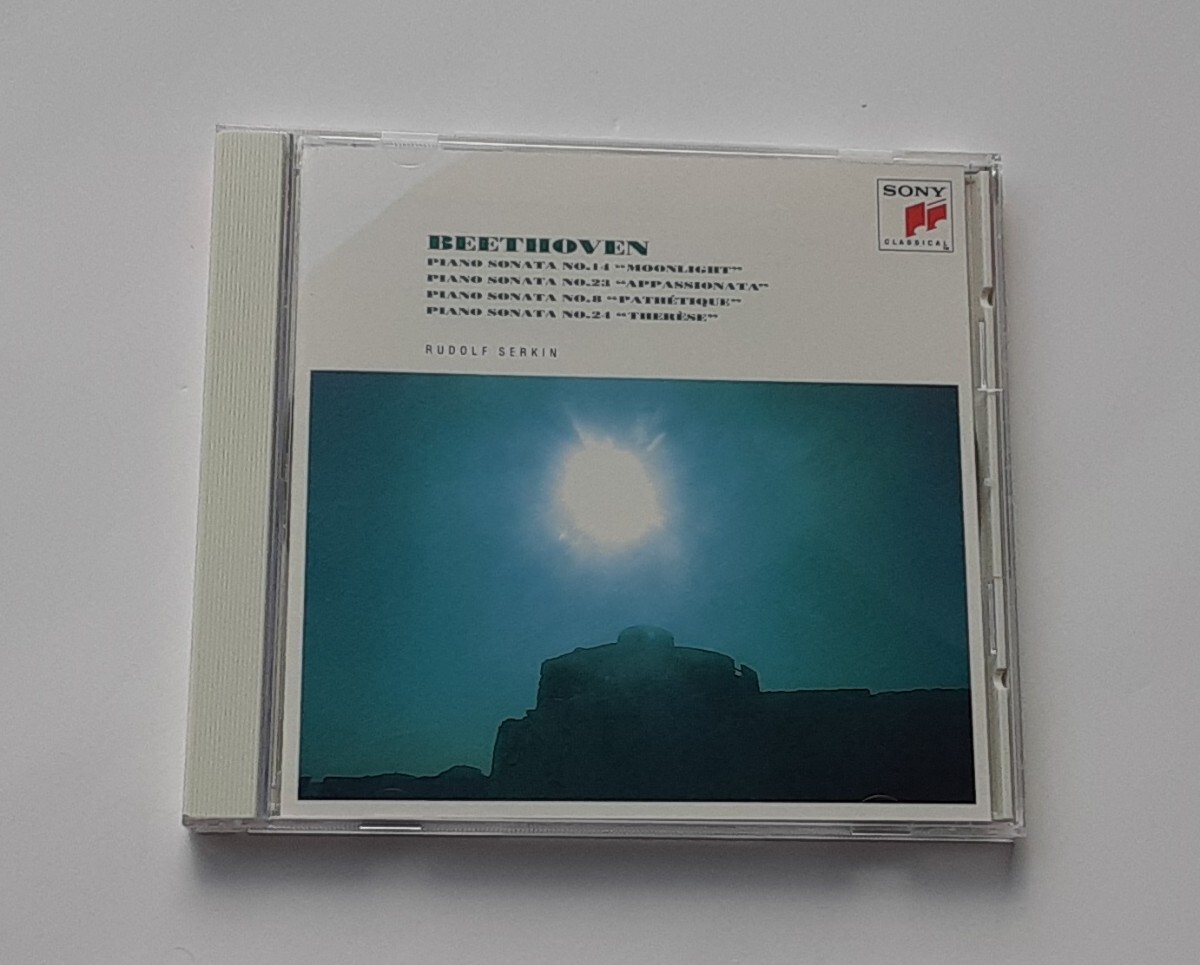 SONY
CLASSICAL
BEETHOVEN
PIANO SONATA NO.14 "MOONLIGHT"
PIANO SONATA NO.23 "APPASSIONATA"
PIANO SONATA NO.8 "PATHÉTIQUE"
PIANO SONATA NO.24 "THERÈSE"
RUDOLF SERKIN